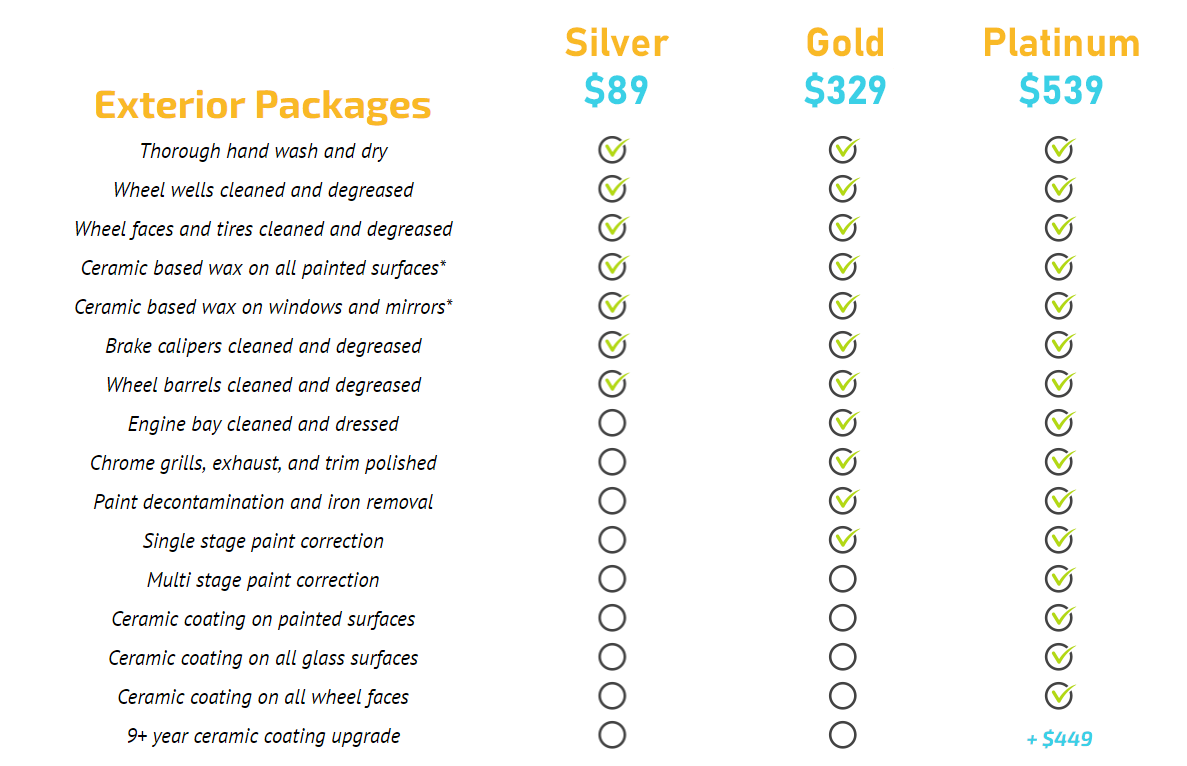 Silver Gold Platinum
$89 $329 $539
Exterior Packages
Thorough hand wash and dry
Wheel wells cleaned and degreased
Wheel faces and tires cleaned and degreased
Ceramic based wax on all painted surfaces*
Ceramic based wax on windows and mirrors*
Brake calipers cleaned and degreased
Wheel barrels cleaned and degreased
Engine bay cleaned and dressed
Chrome grills, exhaust, and trim polished
Paint decontamination and iron removal
Single stage paint correction
Multi stage paint correction
Ceramic coating on painted surfaces
Ceramic coating on all glass surfaces
Ceramic coating on all wheel faces
9+ year ceramic coating upgrade + $449